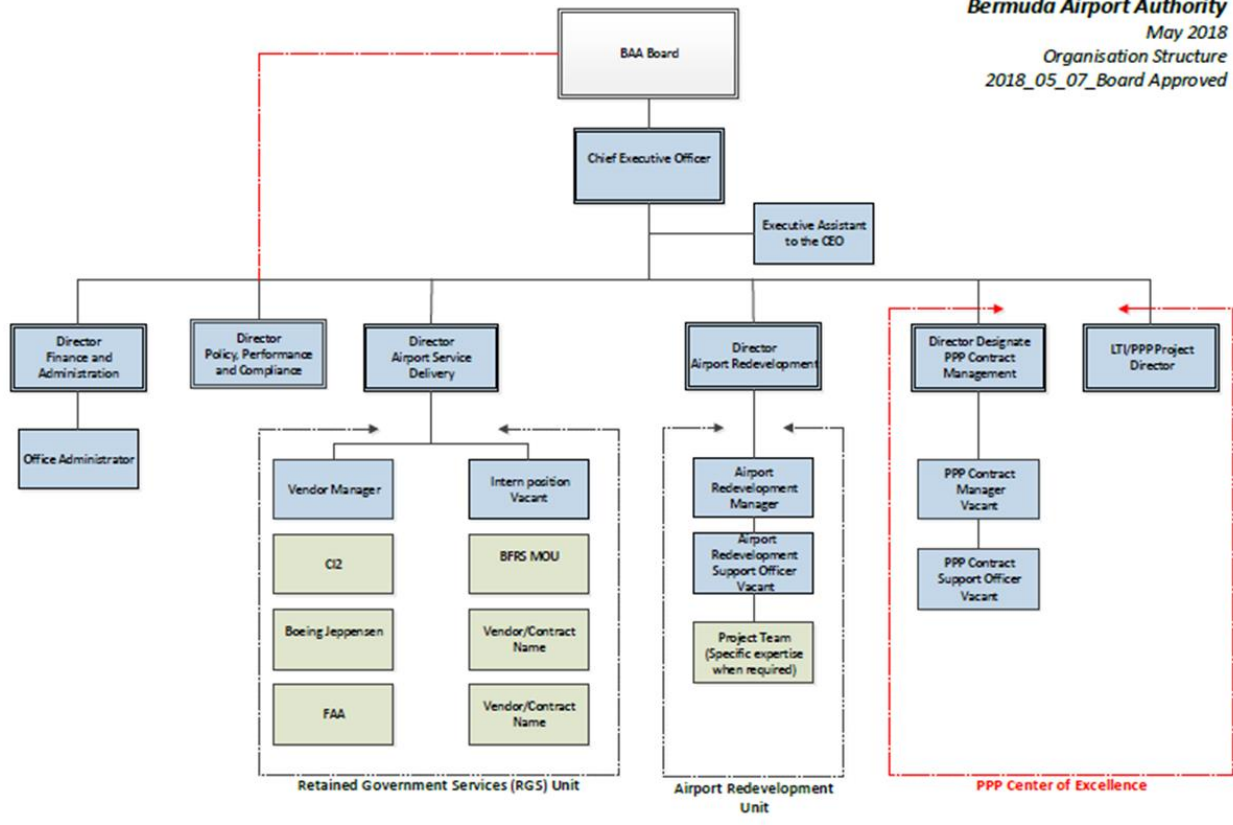 Bermuda Airport Authority
May 2018
Organisation Structure
2018_05_07_Board Approved
BAA Board
Chief Executive Officer
Executive Assistant
to the CEO
Director
Finance and
Administration
Director
Policy, Performance
and Compliance
Director
Airport Service
Delivery
Director
Airport Redevelopment
Director Designate
PPP Contract
Management
LTI/PPP Project
Director
Office Administrator
Vendor Manager
Intern position
Vacant
Airport
Redevelopment
Manager
PPP Contract
Manager
Vacant
CI2
BFRS MOU
Airport
Redevelopment
Support Officer
Vacant
PPP Contract
Support Officer
Vacant
Boeing Jeppensen
Vendor/Contract
Name
Project Team
(Specific expertise
when required)
FAA
Vendor/Contract
Name
Retained Government Services (RGS) Unit
Airport Redevelopment
Unit
PPP Center of Excellence